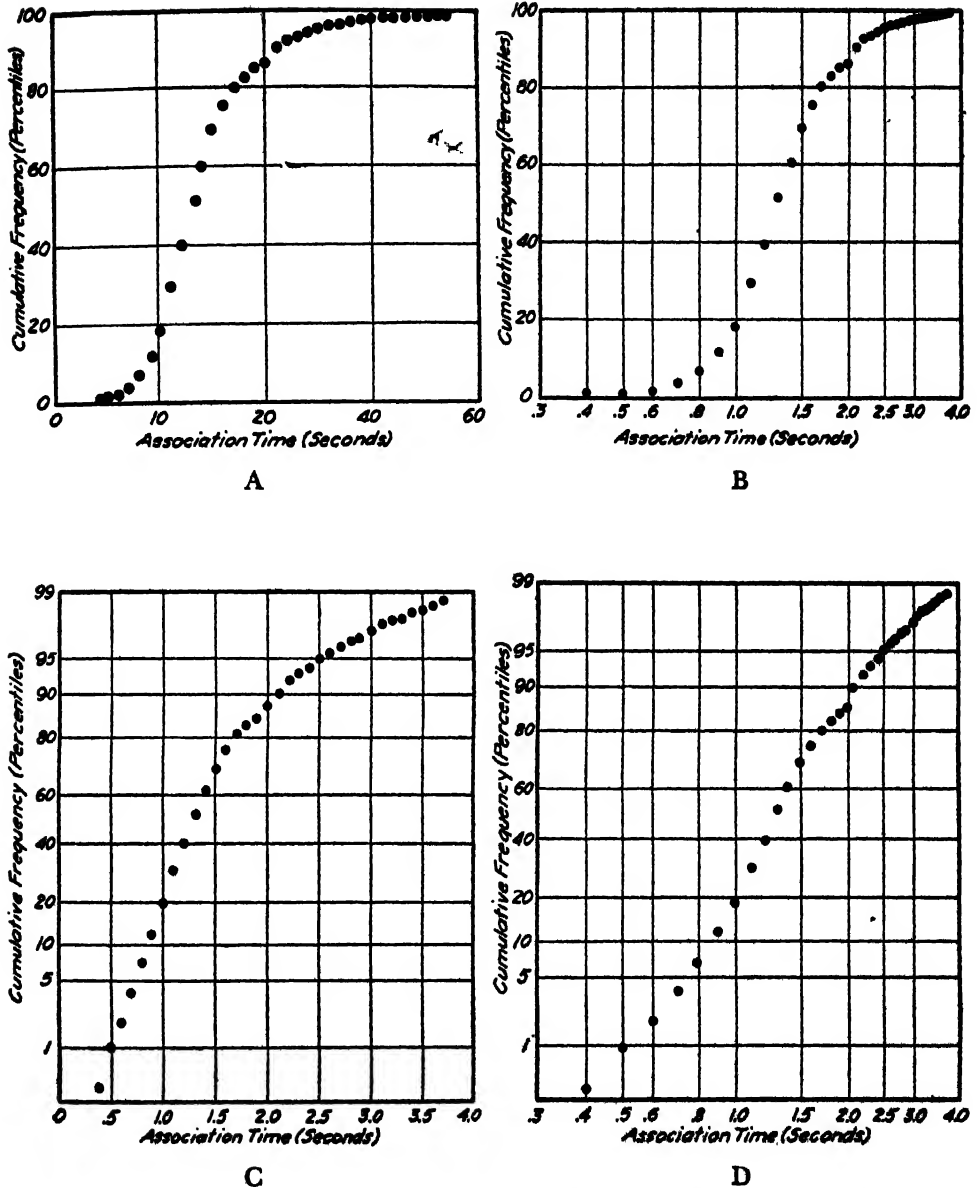 Cumulative Frequency (Percentiles)
100
80
60
40
20
0
0 10 20 40 60
Association Time (Seconds)
A
Cumulative Frequency (Percentiles)
100
80
60
40
20
0
.3 .4 .5 .6 .8 1.0 1.5 2.0 2.5 3.0 4.0
Association Time (Seconds)
B
Cumulative Frequency (Percentiles)
99
95
90
80
60
40
20
10
5
1
0 .5 1.0 1.5 2.0 2.5 3.0 3.5 4.0
Association Time (Seconds)
C
Cumulative Frequency (Percentiles)
99
95
90
80
60
40
20
10
5
1
.3 .4 .5 .6 .8 1.0 1.5 2.0 2.5 3.0 4.0
Association Time (Seconds)
D